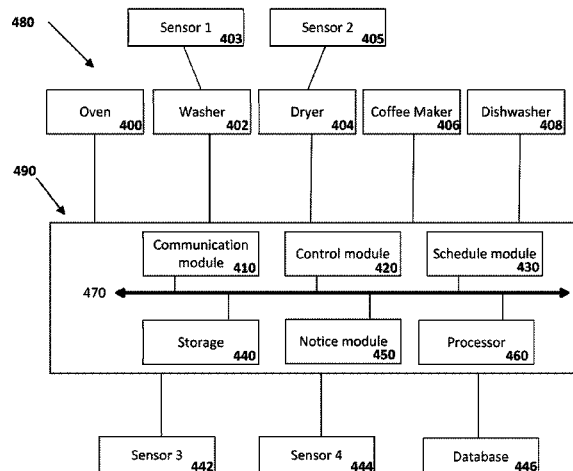 480
Sensor 1
403
Sensor 2
405
Oven
400
Washer
402
Dryer
404
Coffee Maker
406
Dishwasher
408
490
Communication
module
410
Control module
420
Schedule module
430
470
Storage
440
Notice module
450
Processor
460
Sensor 3
442
Sensor 4
444
Database
446